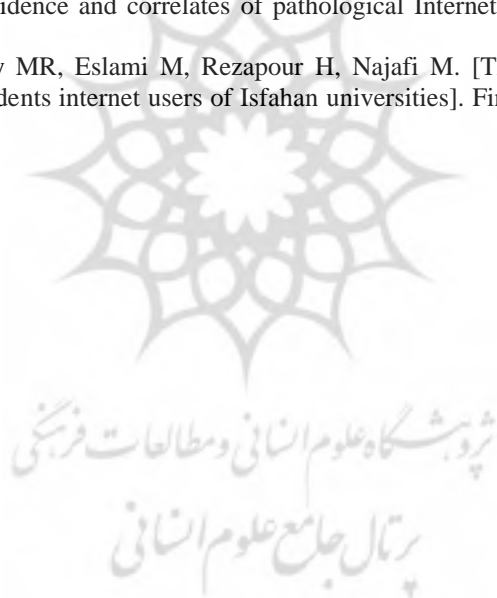 idence and correlates of pathological Internet
MR, Eslami M, Rezapour H, Najafi M. [T
dents internet users of Isfahan universities]. Fi
پژوهشگاه علوم انسانی و مطالعات فرهنگی
پرتال جامع علوم انسانی